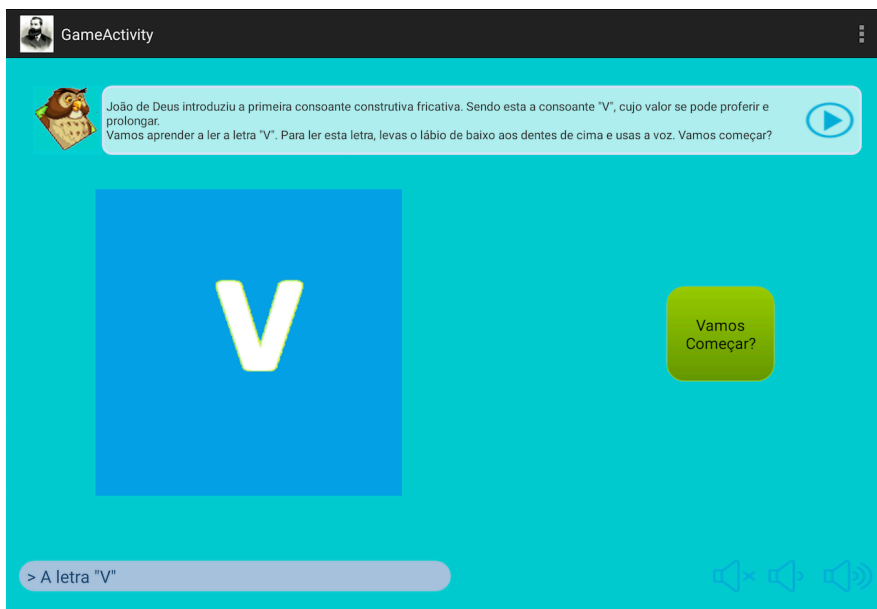 GameActivity
João de Deus introduziu a primeira consoante construtiva fricativa. Sendo esta a consoante "V", cujo valor se pode proferir e
prolongar.
Vamos aprender a ler a letra "V". Para ler esta letra, levas o lábio de baixo aos dentes de cima e usas a voz. Vamos começar?
V
Vamos
Começar?
> A letra "V"